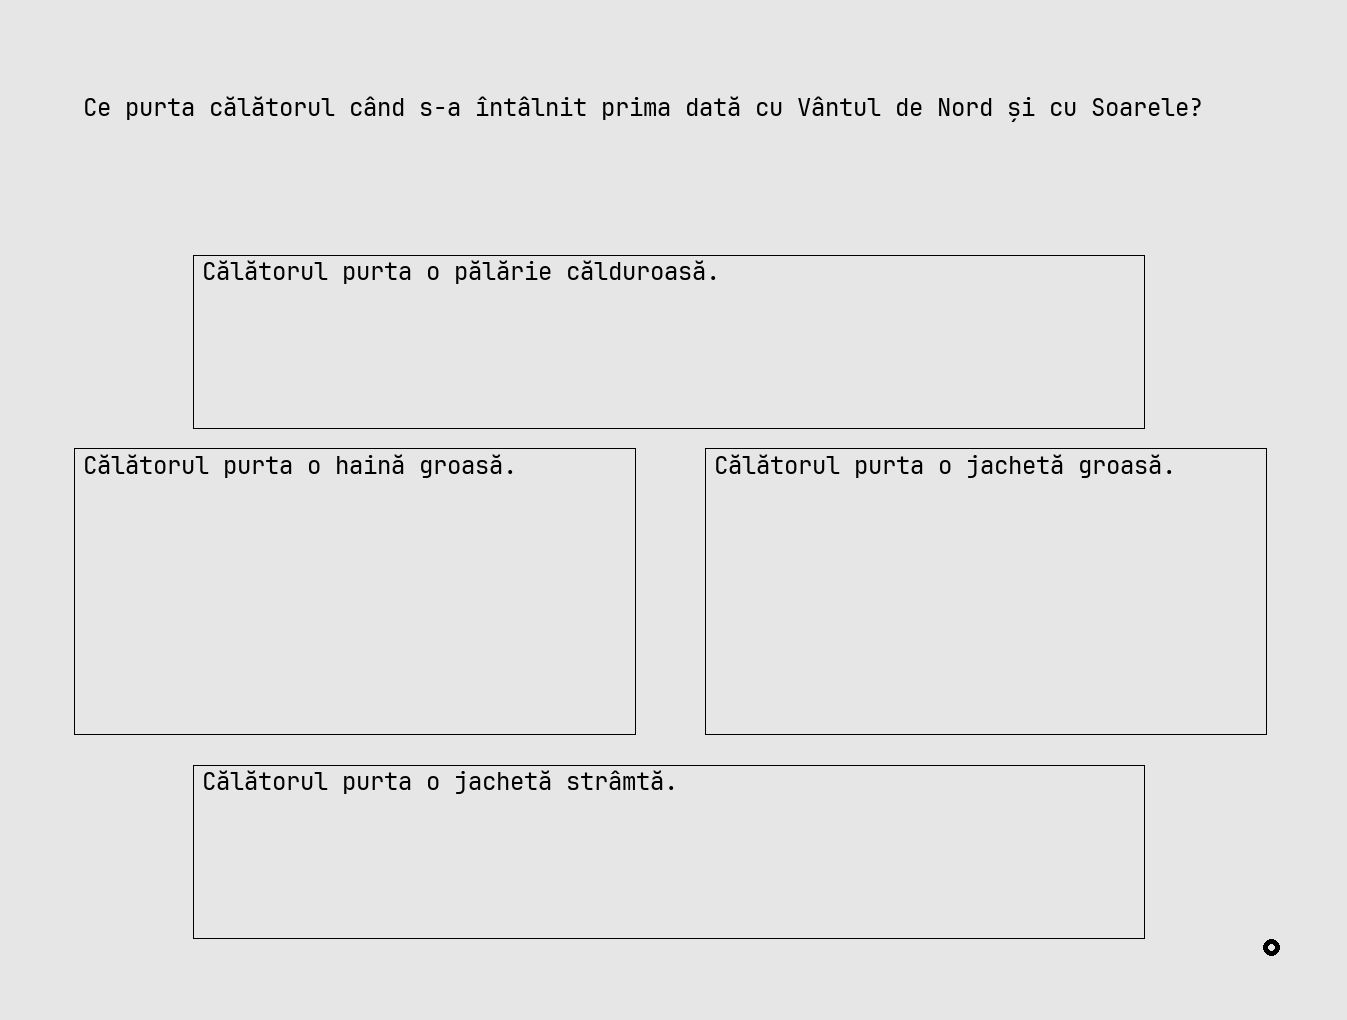 Ce purta călătorul când s-a întâlnit prima dată cu Vântul de Nord și cu Soarele?
Călătorul purta o pălărie călduroasă.
Călătorul purta o haină groasă.
Călătorul purta o jachetă groasă.
Călătorul purta o jachetă strâmtă.